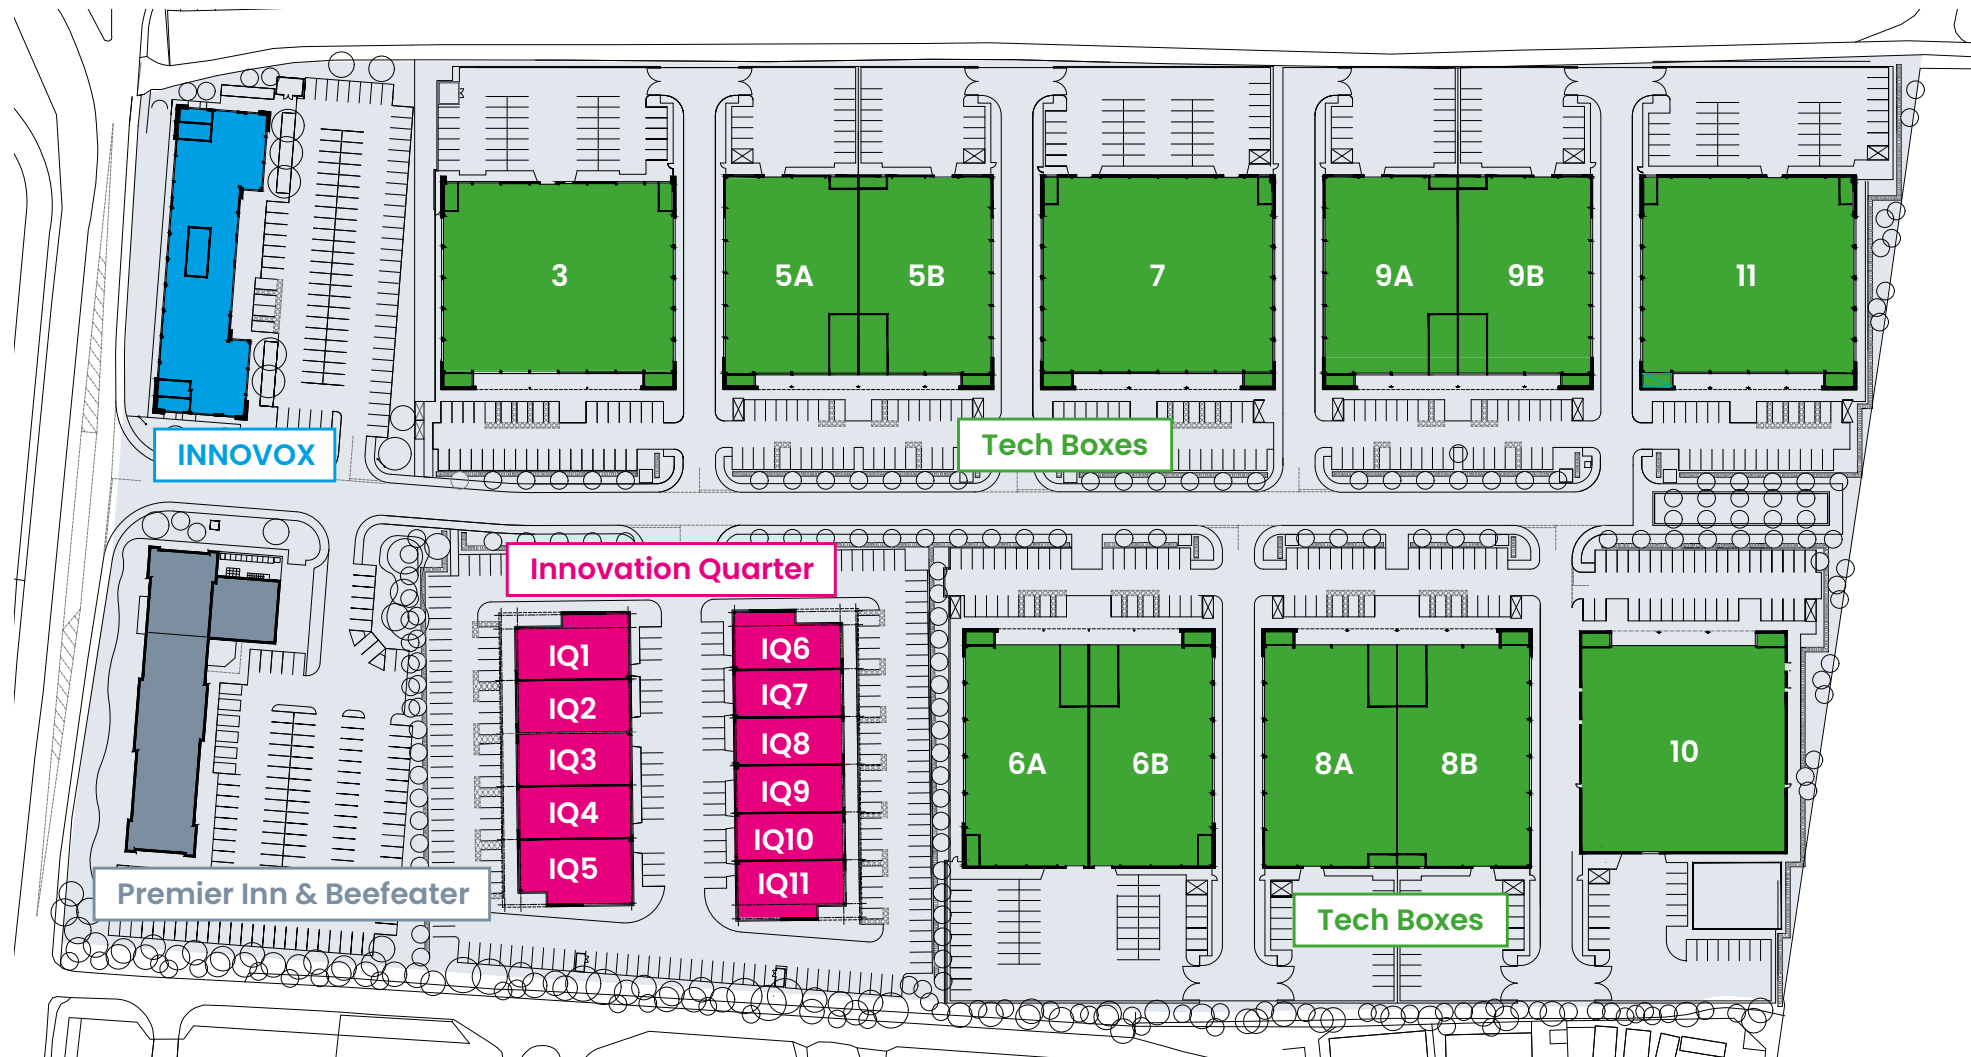 3
5A
5B
7
9A
9B
11
INNOVOX
Tech Boxes
Innovation Quarter
IQ1
IQ2
IQ3
IQ4
IQ5
IQ6
IQ7
IQ8
IQ9
IQ10
IQ11
6A
6B
8A
8B
10
Premier Inn & Beefeater
Tech Boxes